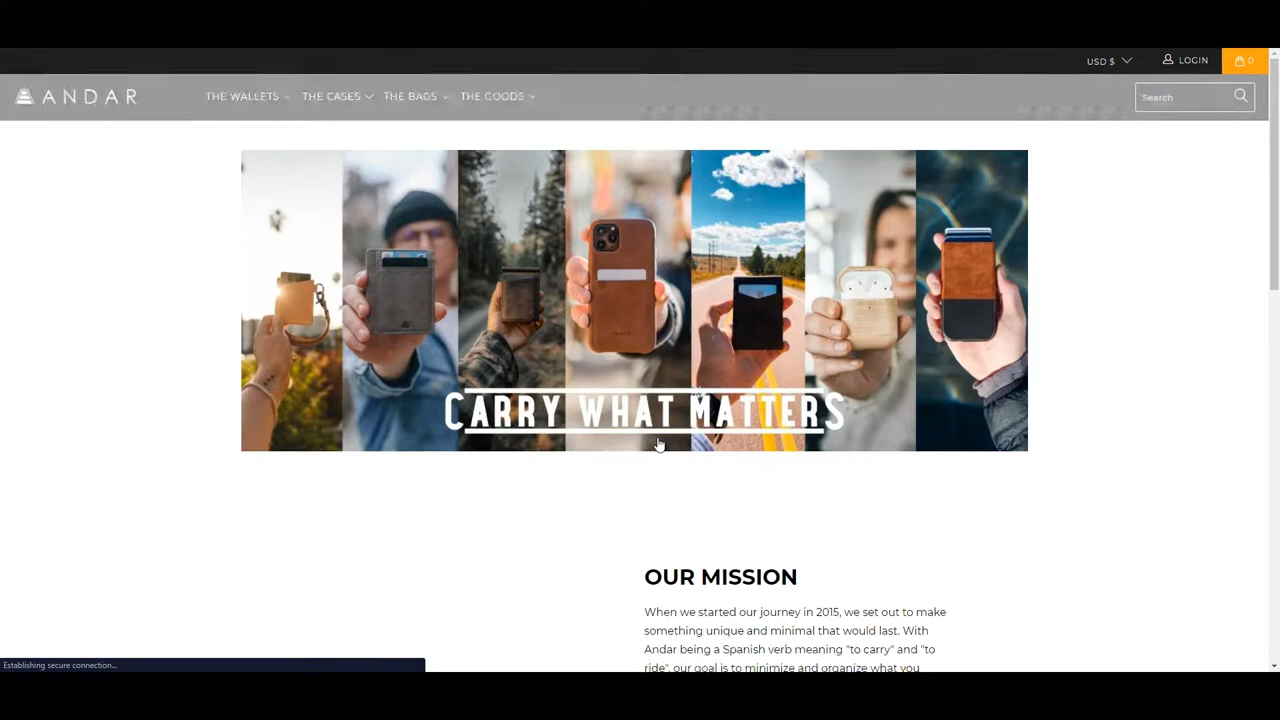 USD $
LOGIN
0
ANDAR
THE WALLETS
THE CASES
THE BAGS
THE GOODS
Search
CARRY WHAT MATTERS
OUR MISSION
When we started our journey in 2015, we set out to make
something unique and minimal that would last. With
Andar being a Spanish verb meaning "to carry" and "to
ride", our goal is to minimize and organize what you
Establishing secure connection...